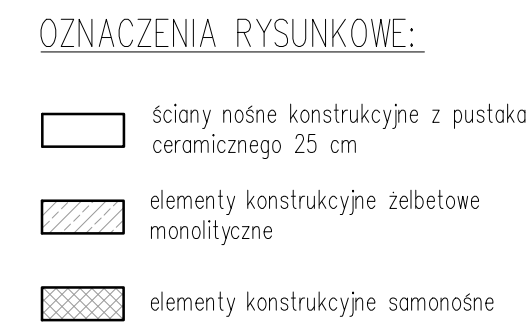 OZNACZENIA RYSUNKOWE:
ściany nośne konstrukcyjne z pustaka
ceramicznego 25 cm
elementy konstrukcyjne żelbetowe
monolityczne
elementy konstrukcyjne samonośne